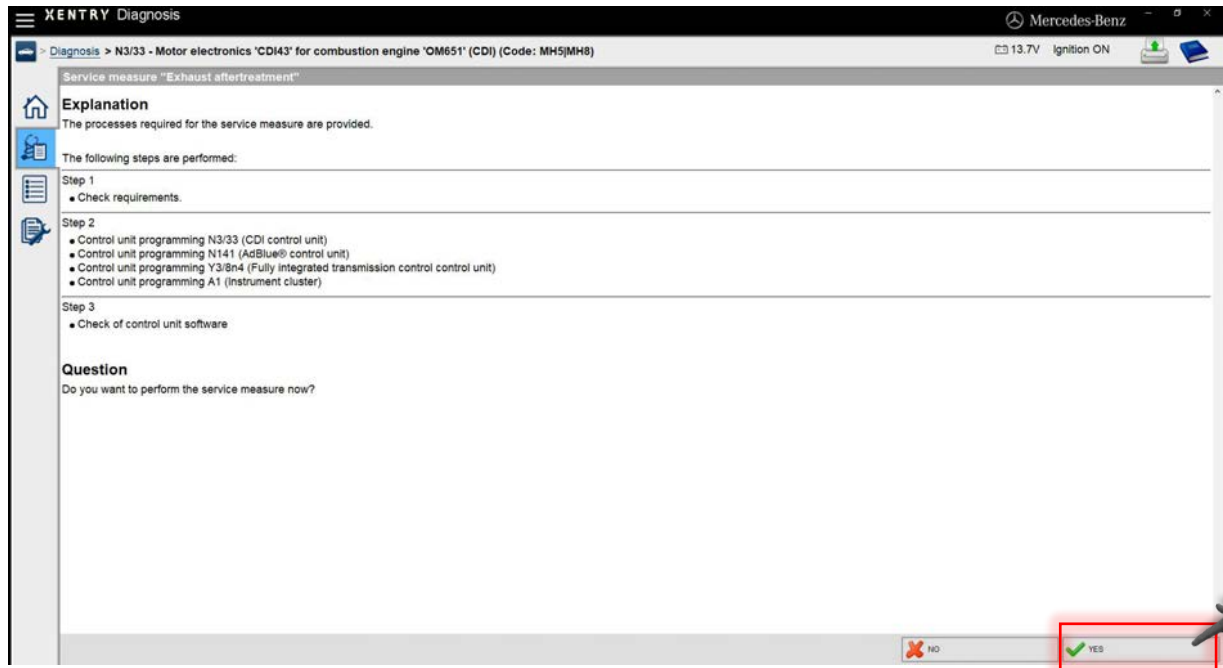 XENTRY Diagnosis
Mercedes-Benz
> Diagnosis > N3/33 - Motor electronics 'CDI43' for combustion engine 'OM651' (CDI) (Code: MH5|MH8)
13.7V Ignition ON
Service measure "Exhaust aftertreatment"
Explanation
The processes required for the service measure are provided.
The following steps are performed:
Step 1
• Check requirements.
Step 2
• Control unit programming N3/33 (CDI control unit)
• Control unit programming N141 (AdBlue® control unit)
• Control unit programming Y3/8n4 (Fully integrated transmission control control unit)
• Control unit programming A1 (Instrument cluster)
Step 3
• Check of control unit software
Question
Do you want to perform the service measure now?
NO
YES